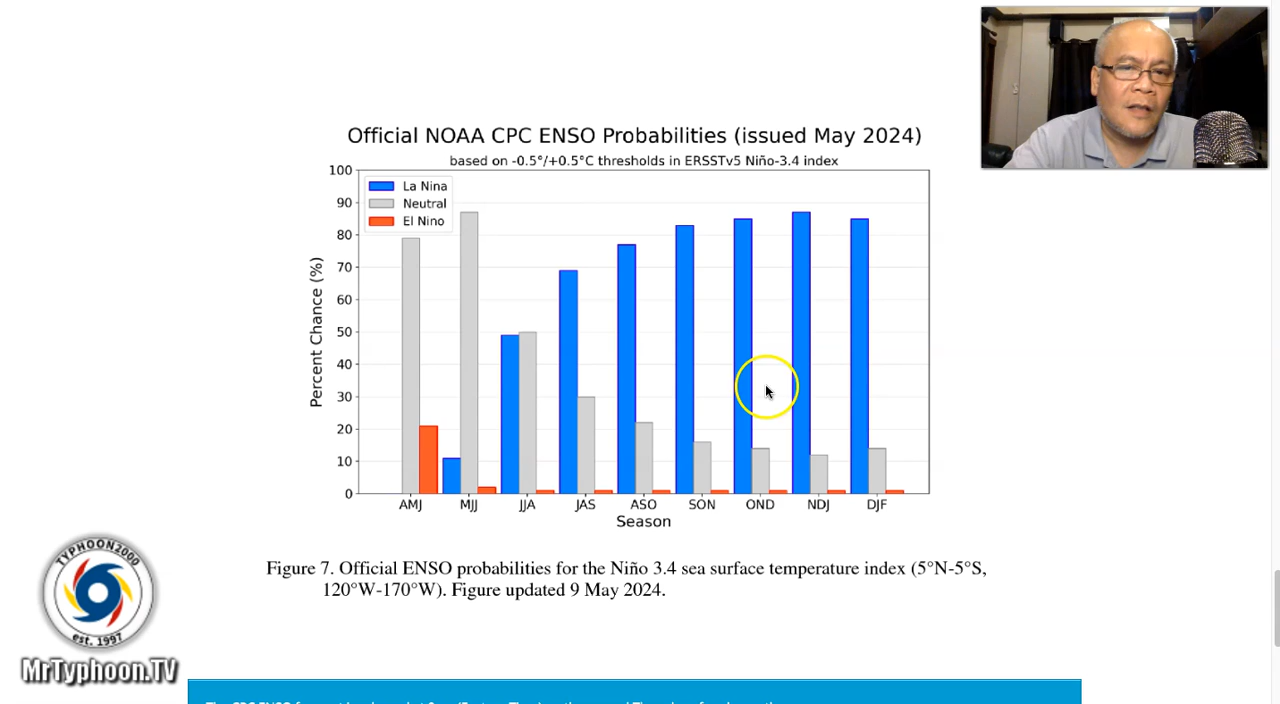 Official NOAA CPC ENSO Probabilities (issued May 2024)
based on -0.5°/+0.5°C thresholds in ERSSTv5 Niño-3.4 index
Percent Chance (%)
100
90
80
70
60
50
40
30
20
10
0
La Nina
Neutral
El Nino
AMJ MJJ JJA JAS ASO SON OND NDJ DJF
Season
Figure 7. Official ENSO probabilities for the Niño 3.4 sea surface temperature index (5°N-5°S,
120°W-170°W). Figure updated 9 May 2024.
TYPHOON2000
est. 1997
MrTyphoon.TV